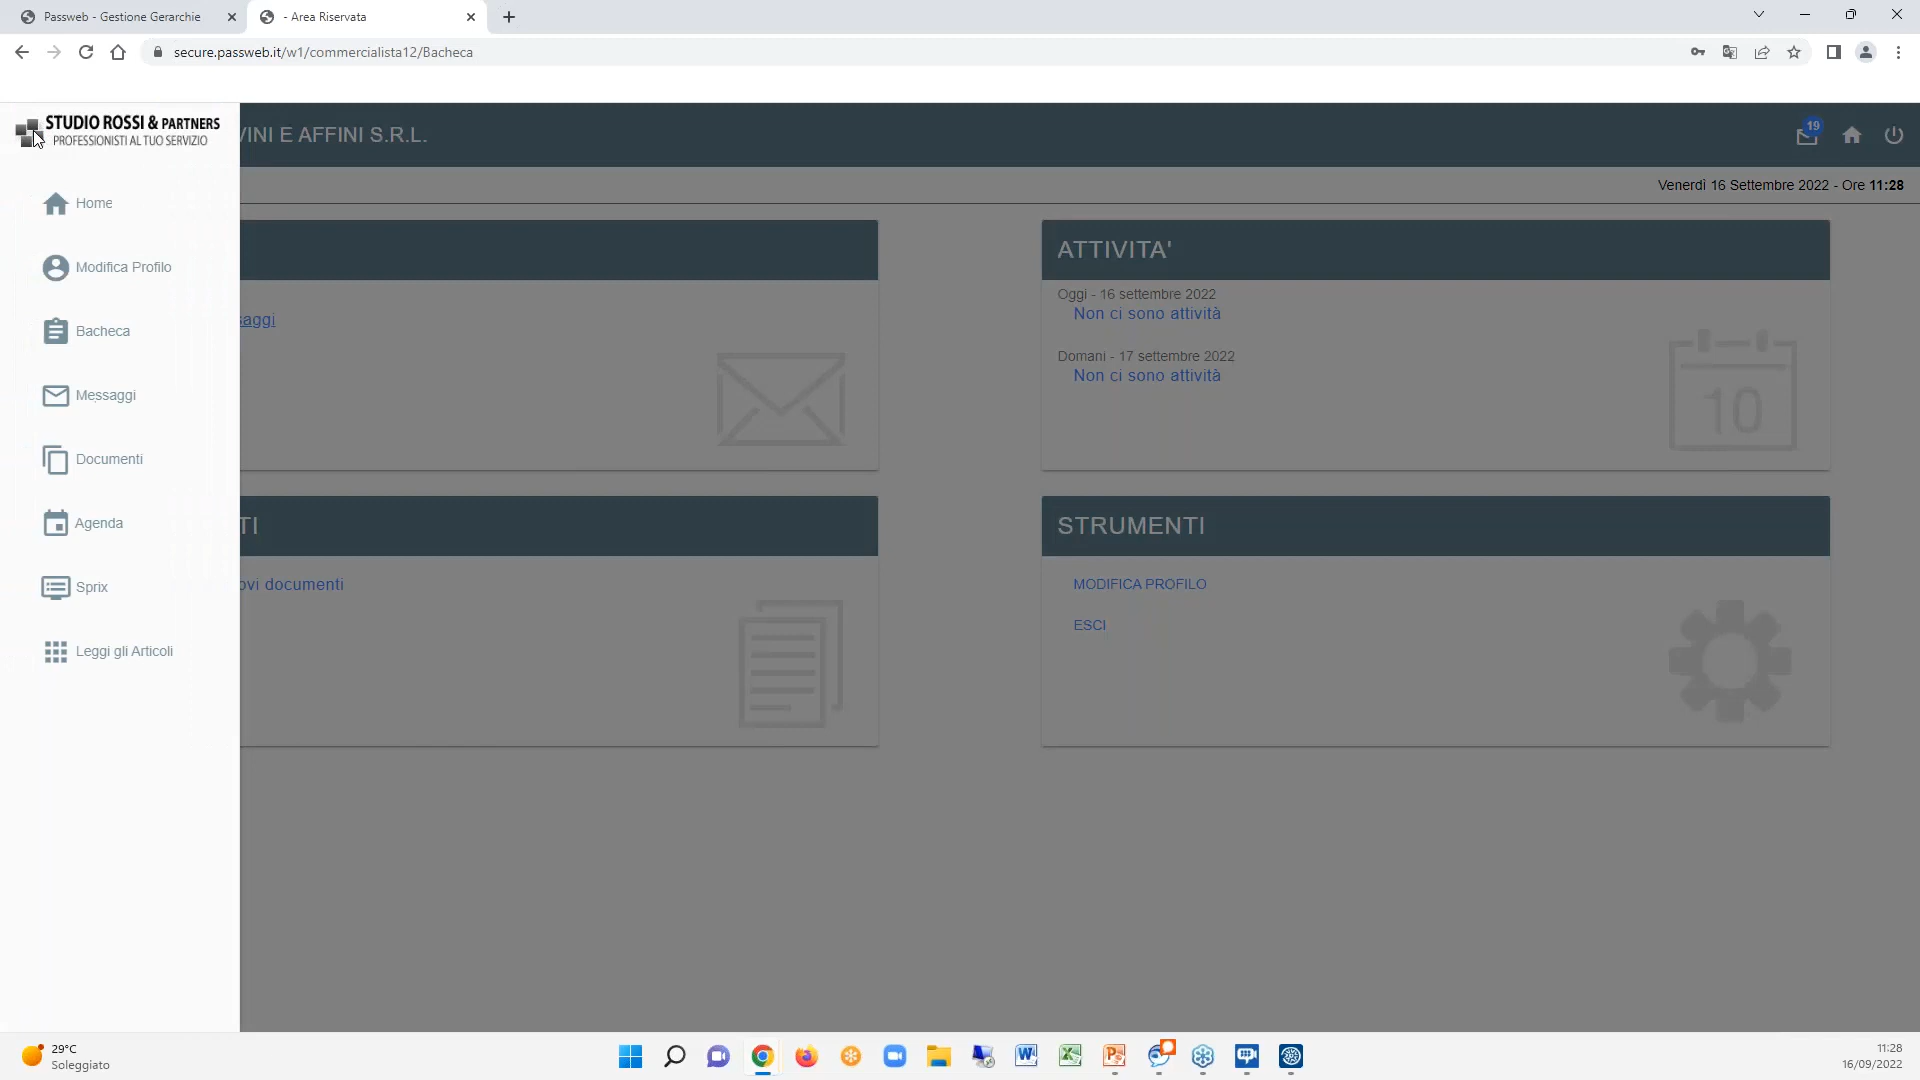 Passweb - Gestione Gerarchie
- Area Riservata
secure.passweb.it/w1/commercialista12/Bacheca
STUDIO ROSSI & PARTNERS
PROFESSIONISTI AL TUO SERVIZIO
VINI E AFFINI S.R.L.
19
Venerdì 16 Settembre 2022 - Ore 11:28
Home
Modifica Profilo
Bacheca
Messaggi
Documenti
Agenda
Sprix
Leggi gli Articoli
saggi
TI
ovi documenti
ATTIVITA'
Oggi - 16 settembre 2022
Non ci sono attività
Domani - 17 settembre 2022
Non ci sono attività
10
STRUMENTI
MODIFICA PROFILO
ESCI
29°C
Soleggiato
11:28
16/09/2022